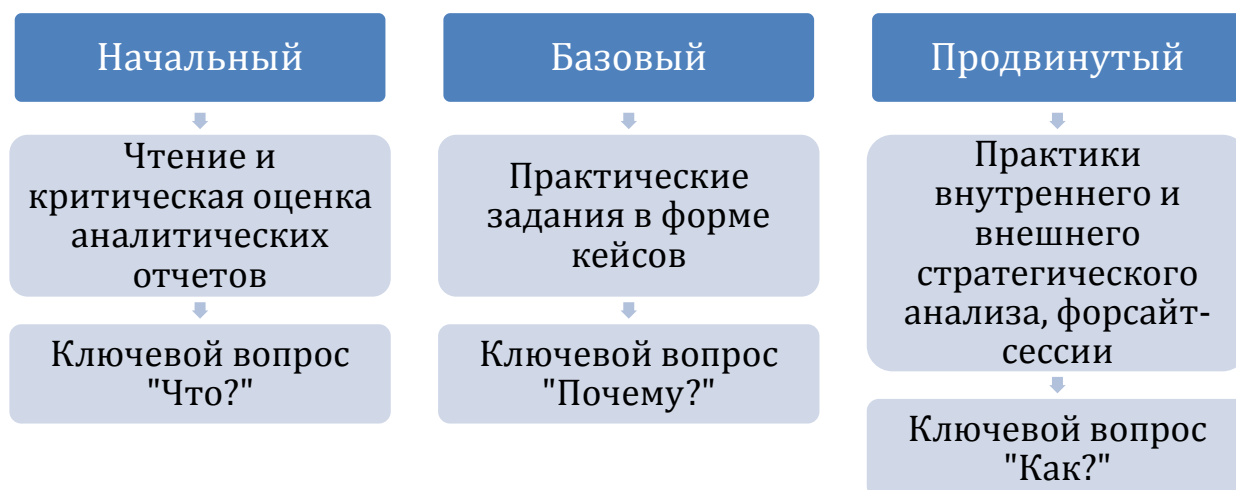 Начальный
Чтение и
критическая оценка
аналитических
отчетов
Ключевой вопрос
"Что?"
Базовый
Практические
задания в форме
кейсов
Ключевой вопрос
"Почему?"
Продвинутый
Практики
внутреннего и
внешнего
стратегического
анализа, форсайт-
сессии
Ключевой вопрос
"Как?"